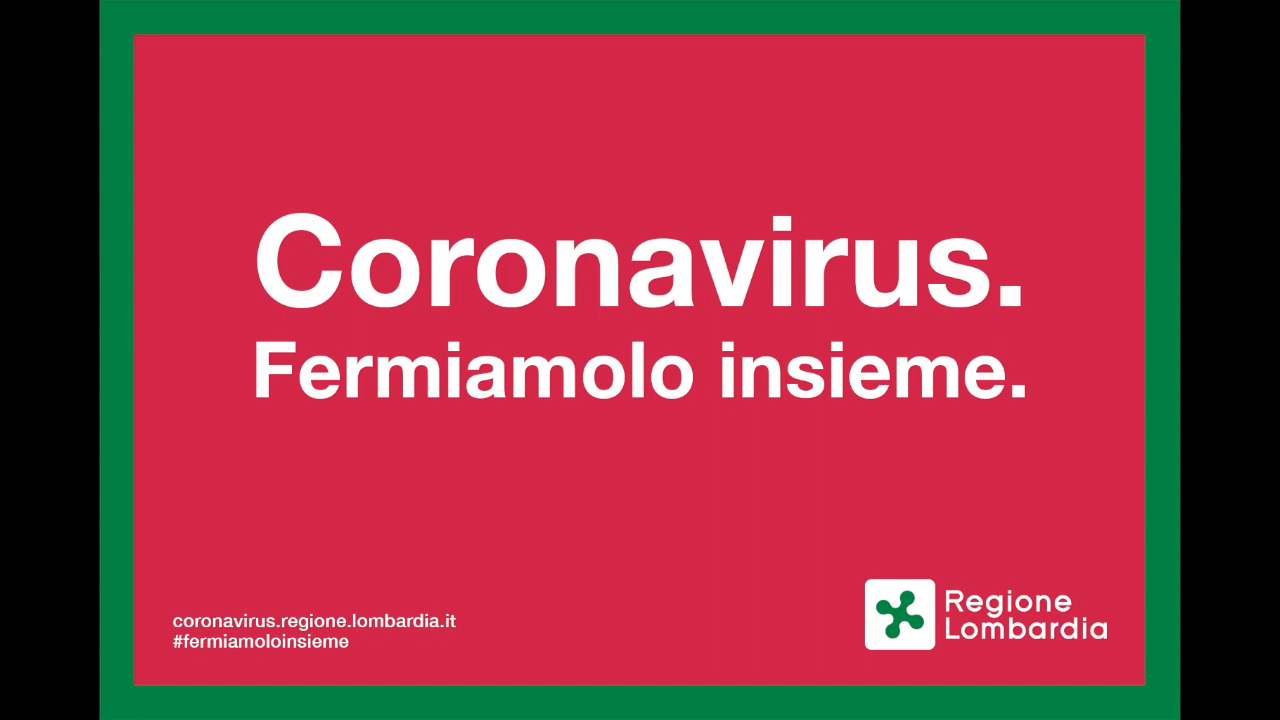 Coronavirus.
Fermiamolo insieme.
coronavirus.regione.lombardia.it
#fermiamoloinsieme
Regione
Lombardia